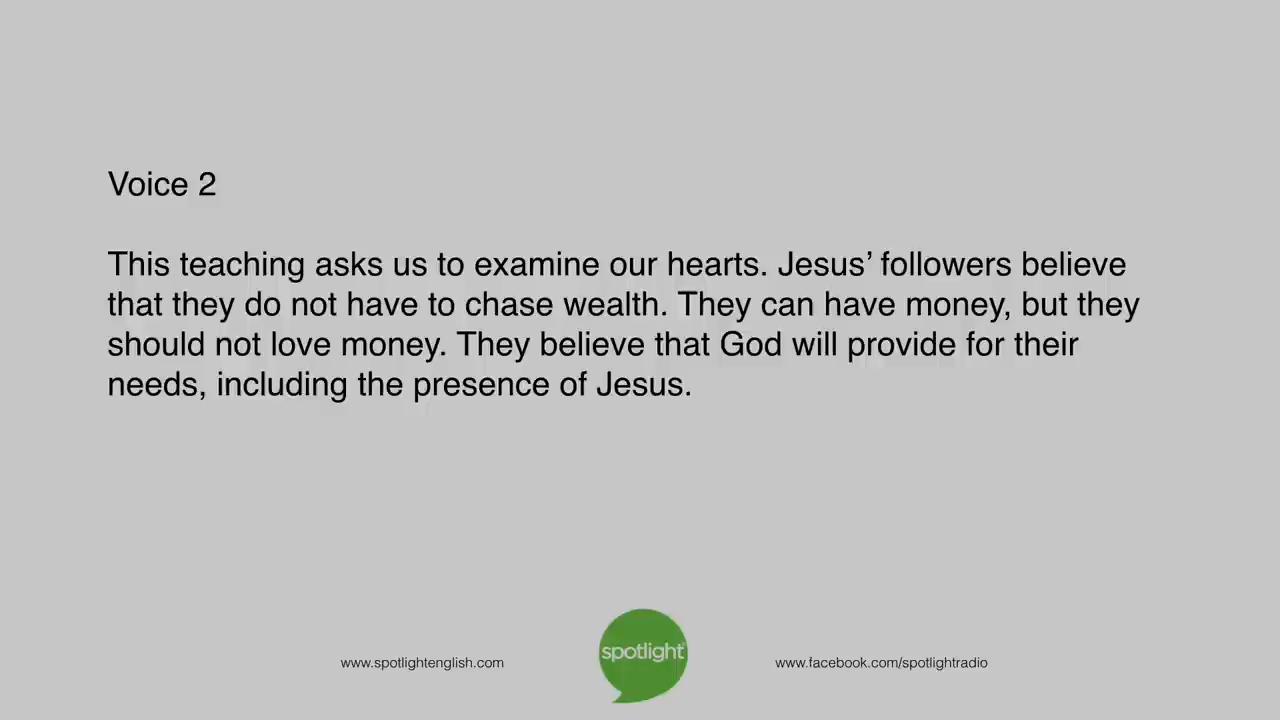 Voice 2
This teaching asks us to examine our hearts. Jesus’ followers believe
that they do not have to chase wealth. They can have money, but they
should not love money. They believe that God will provide for their
needs, including the presence of Jesus.
spotlight
www.spotlightenglish.com
www.facebook.com/spotlightradio